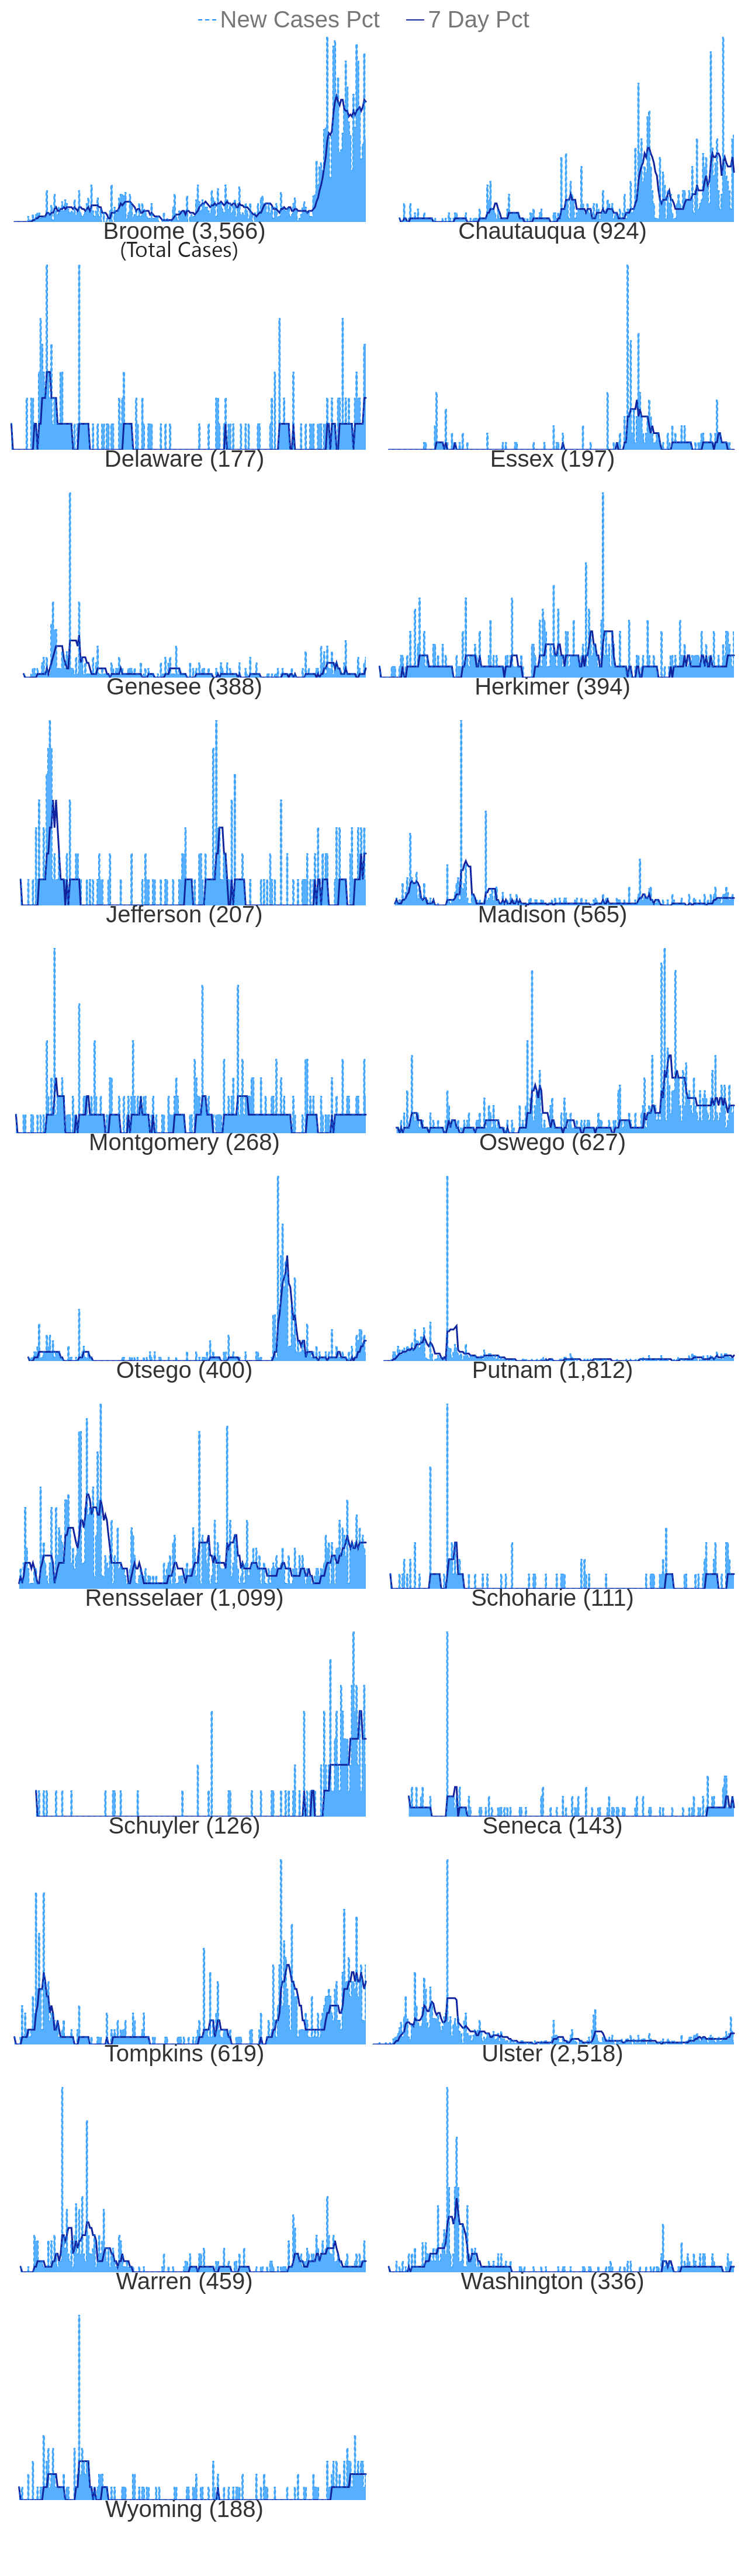 New Cases Pct 7 Day Pct
Broome (3,566) Chautauqua (924)
(Total Cases)
Delaware (177) Essex (197)
Genesee (388) Herkimer (394)
Jefferson (207) Madison (565)
Montgomery (268) Oswego (627)
Otsego (400) Putnam (1,812)
Rensselaer (1,099) Schoharie (111)
Schuyler (126) Seneca (143)
Tompkins (619) Ulster (2,518)
Warren (459) Washington (336)
Wyoming (188)